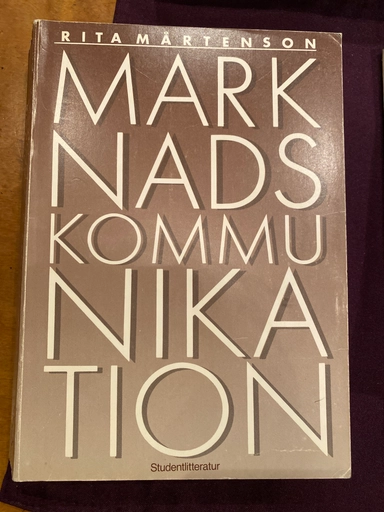 RITA MÅRTENSON
MARK
NADS
KOMMU
NIKA
TION
Studentlitteratur